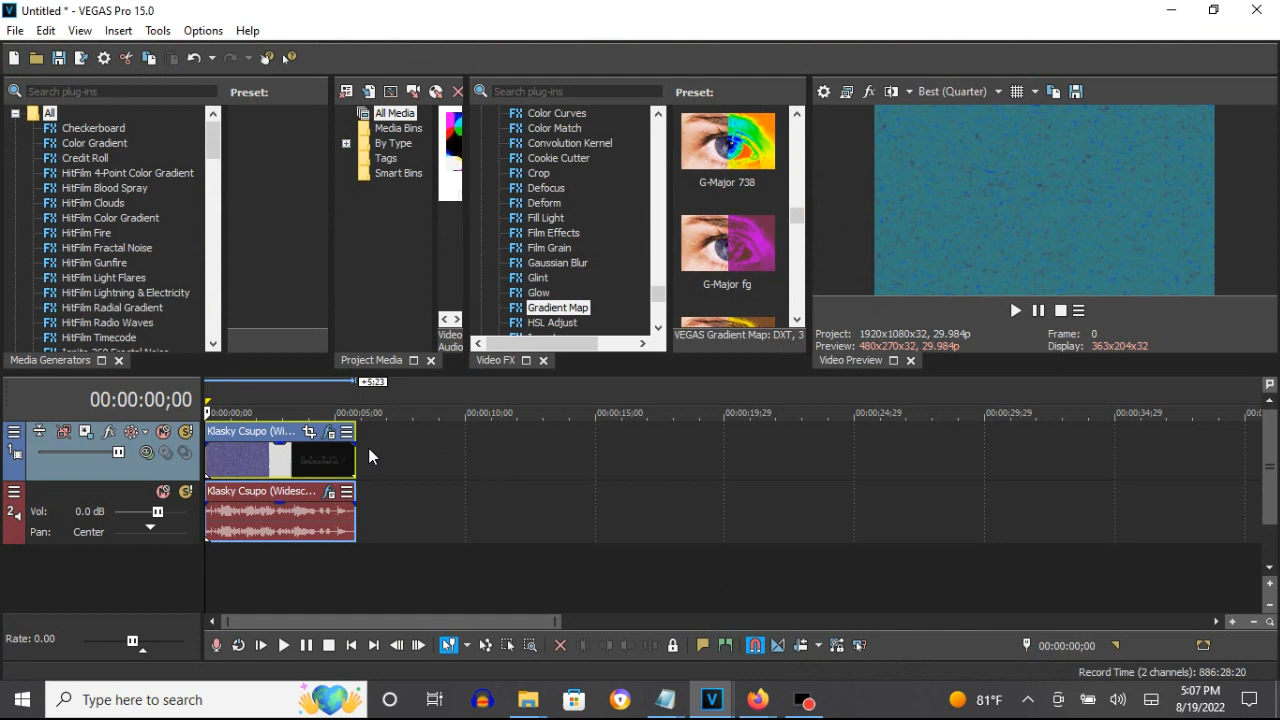 Untitled * - VEGAS Pro 15.0
File Edit View Insert Tools Options Help
Search plug-ins
Preset:
All
Checkerboard
Color Gradient
Credit Roll
HitFilm 4-Point Color Gradient
HitFilm Blood Spray
HitFilm Clouds
HitFilm Color Gradient
HitFilm Fire
HitFilm Fractal Noise
HitFilm Gunfire
HitFilm Light Flares
HitFilm Lightning & Electricity
HitFilm Radial Gradient
HitFilm Radio Waves
HitFilm Timecode
Media Generators
All Media
Media Bins
By Type
Tags
Smart Bins
Video
Audio
Project Media
Search plug-ins
Preset:
Color Curves
Color Match
Convolution Kernel
Cookie Cutter
Crop
Defocus
Deform
Fill Light
Film Effects
Film Grain
Gaussian Blur
Glint
Glow
Gradient Map
HSL Adjust
Video FX
G-Major 738
G-Major fg
VEGAS Gradient Map: DXT, 3
Best (Quarter)
Project: 1920x1080x32, 29.984p
Preview: 480x270x32, 29.984p
Frame: 0
Display: 363x204x32
Video Preview
00:00:00;00
+5;23
00:00:05;00 00:00:10;00 00:00:15;00 00:00:19;29 00:00:24;29 00:00:29;29 00:00:34;29
1
Klasky Csupo (Wi...
2
Klasky Csupo (Widesc...
Vol: 0.0 dB
Pan: Center
Rate: 0.00
00:00:00;00
Record Time (2 channels): 886:28:20
Type here to search
81°F
5:07 PM
8/19/2022